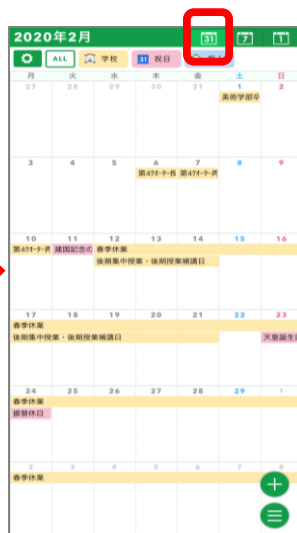 2020年2月 31 7 1
ALL 学校 31 祝日
月 火 水 木 金 土 日
27 28 29 30 31 1 2
美術学部卒
3 4 5 6 7 8 9
第4クオーター授 第4クオーター満
10 11 12 13 14 15 16
第4クオーター満 建国記念の 春季休業
後期集中授業・後期授業補講日
17 18 19 20 21 22 23
春季休業
後期集中授業・後期授業補講日 天皇誕生
24 25 26 27 28 29 1
春季休業
振替休日
2 3 4 5 6 7 8
春季休業